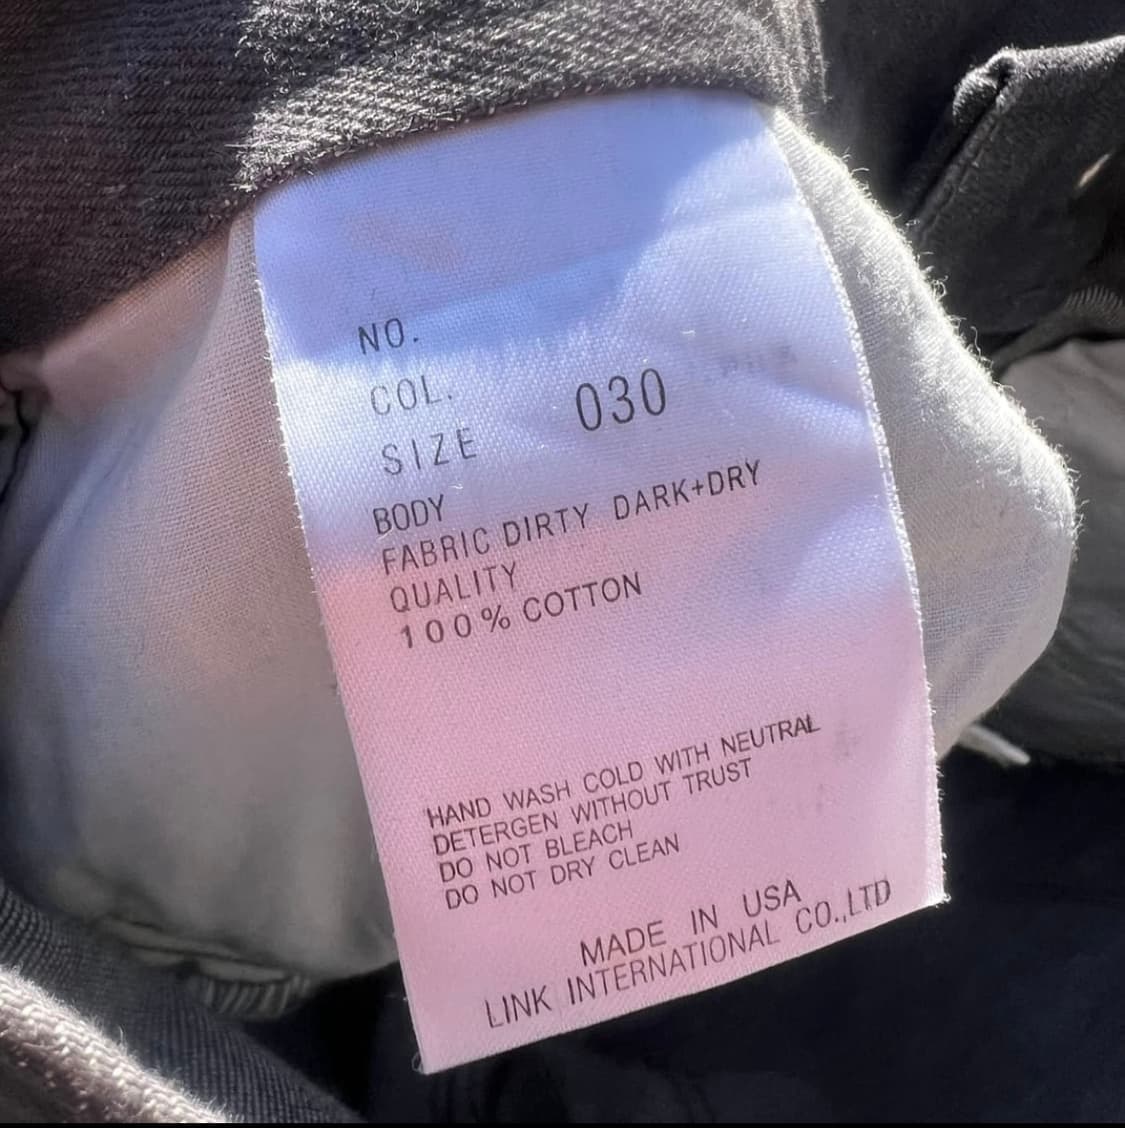 NO.
COL.
SIZE 030
BODY
FABRIC DIRTY DARK+DRY
QUALITY
100% COTTON
HAND WASH COLD WITH NEUTRAL
DETERGEN WITHOUT TRUST
DO NOT BLEACH
DO NOT DRY CLEAN
MADE IN USA
LINK INTERNATIONAL CO.,LTD